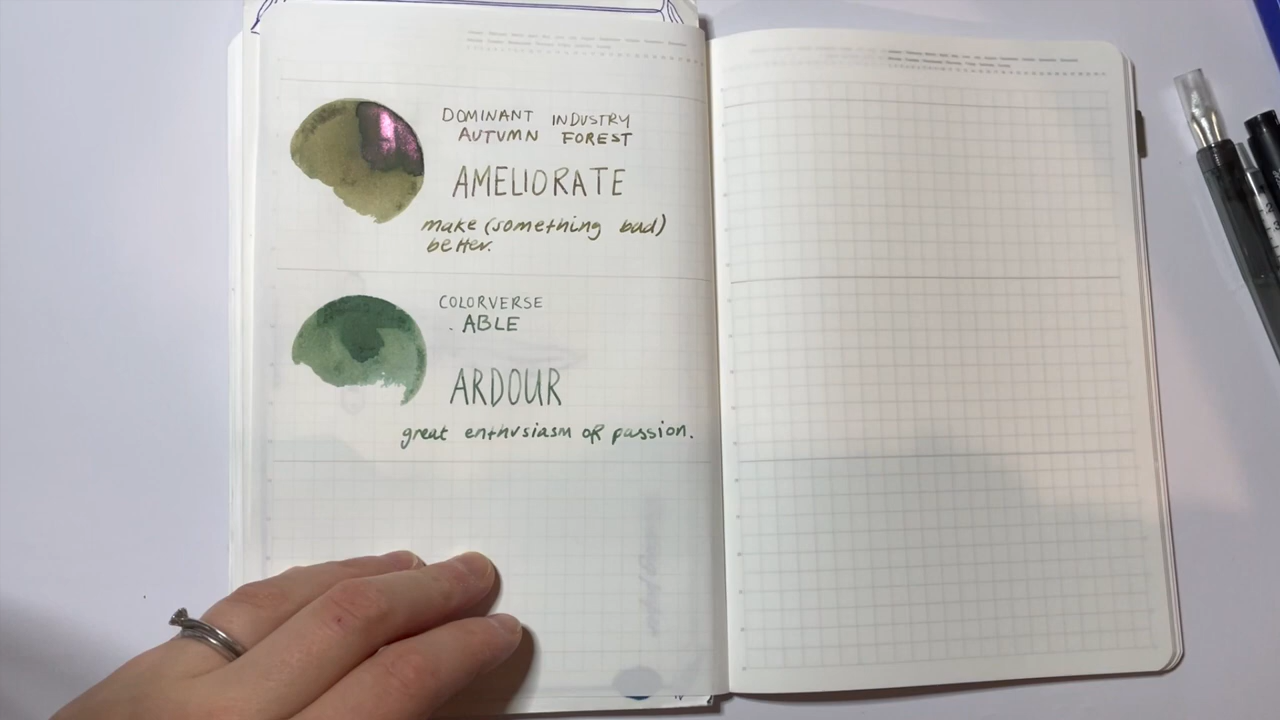 DOMINANT INDUSTRY
AUTUMN FOREST
AMELIORATE
make (something bad)
better.
COLORVERSE
. ABLE
ARDOUR
great enthusiasm or passion.